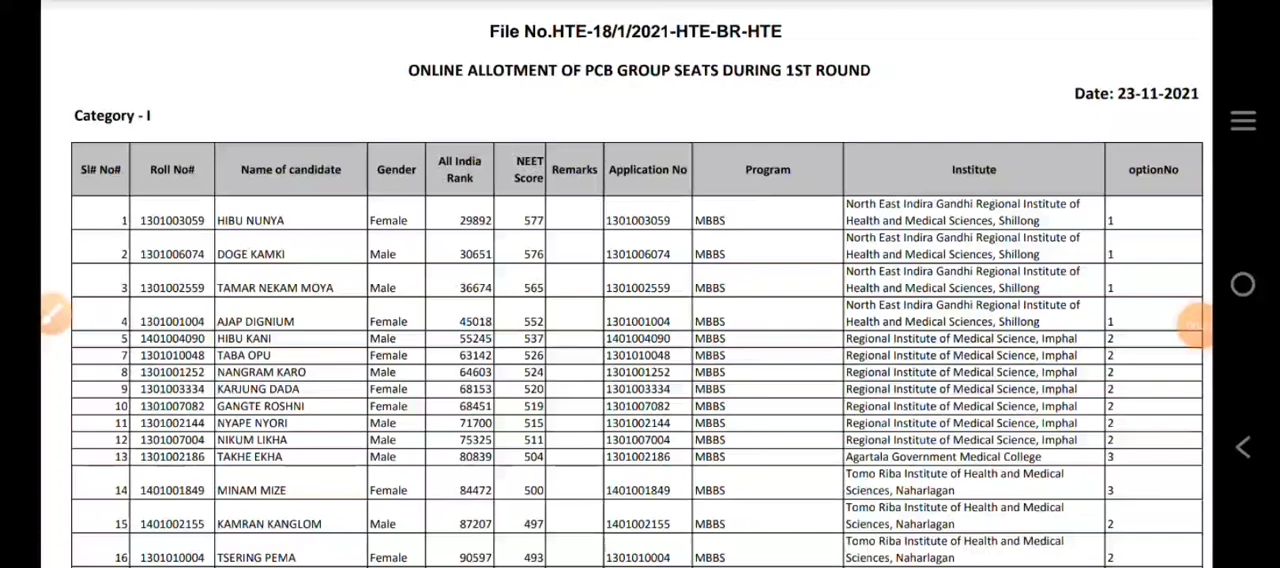 File No.HTE-18/1/2021-HTE-BR-HTE
ONLINE ALLOTMENT OF PCB GROUP SEATS DURING 1ST ROUND
Date: 23-11-2021
Category - I
Sl# No# Roll No# Name of candidate Gender All India Rank NEET Score Remarks Application No Program Institute optionNo
1 1301003059 HIBU NUNYA Female 29892 577 1301003059 MBBS North East Indira Gandhi Regional Institute of
Health and Medical Sciences, Shillong 1
2 1301006074 DOGE KAMKI Male 30651 576 1301006074 MBBS North East Indira Gandhi Regional Institute of
Health and Medical Sciences, Shillong 1
3 1301002559 TAMAR NEKAM MOYA Male 36674 565 1301002559 MBBS North East Indira Gandhi Regional Institute of
Health and Medical Sciences, Shillong 1
4 1301001004 AJAP DIGNIUM Female 45018 552 1301001004 MBBS North East Indira Gandhi Regional Institute of
Health and Medical Sciences, Shillong 1
5 1401004090 HIBU KANI Male 55245 537 1401004090 MBBS Regional Institute of Medical Science, Imphal 2
7 1301010048 TABA OPU Female 63142 526 1301010048 MBBS Regional Institute of Medical Science, Imphal 2
8 1301001252 NANGRAM KARO Male 64603 524 1301001252 MBBS Regional Institute of Medical Science, Imphal 2
9 1301003334 KARJUNG DADA Female 68153 520 1301003334 MBBS Regional Institute of Medical Science, Imphal 2
10 1301007082 GANGTE ROSHNI Female 68451 519 1301007082 MBBS Regional Institute of Medical Science, Imphal 2
11 1301002144 NYAPE NYORI Male 71700 515 1301002144 MBBS Regional Institute of Medical Science, Imphal 2
12 1301007004 NIKUM LIKHA Male 75325 511 1301007004 MBBS Regional Institute of Medical Science, Imphal 2
13 1301002186 TAKHE EKHA Male 80839 504 1301002186 MBBS Agartala Government Medical College 3
14 1401001849 MINAM MIZE Female 84472 500 1401001849 MBBS Tomo Riba Institute of Health and Medical
Sciences, Naharlagan 3
15 1401002155 KAMRAN KANGLOM Male 87207 497 1401002155 MBBS Tomo Riba Institute of Health and Medical
Sciences, Naharlagan 2
16 1301010004 TSERING PEMA Female 90597 493 1301010004 MBBS Tomo Riba Institute of Health and Medical
Sciences, Naharlagan 2